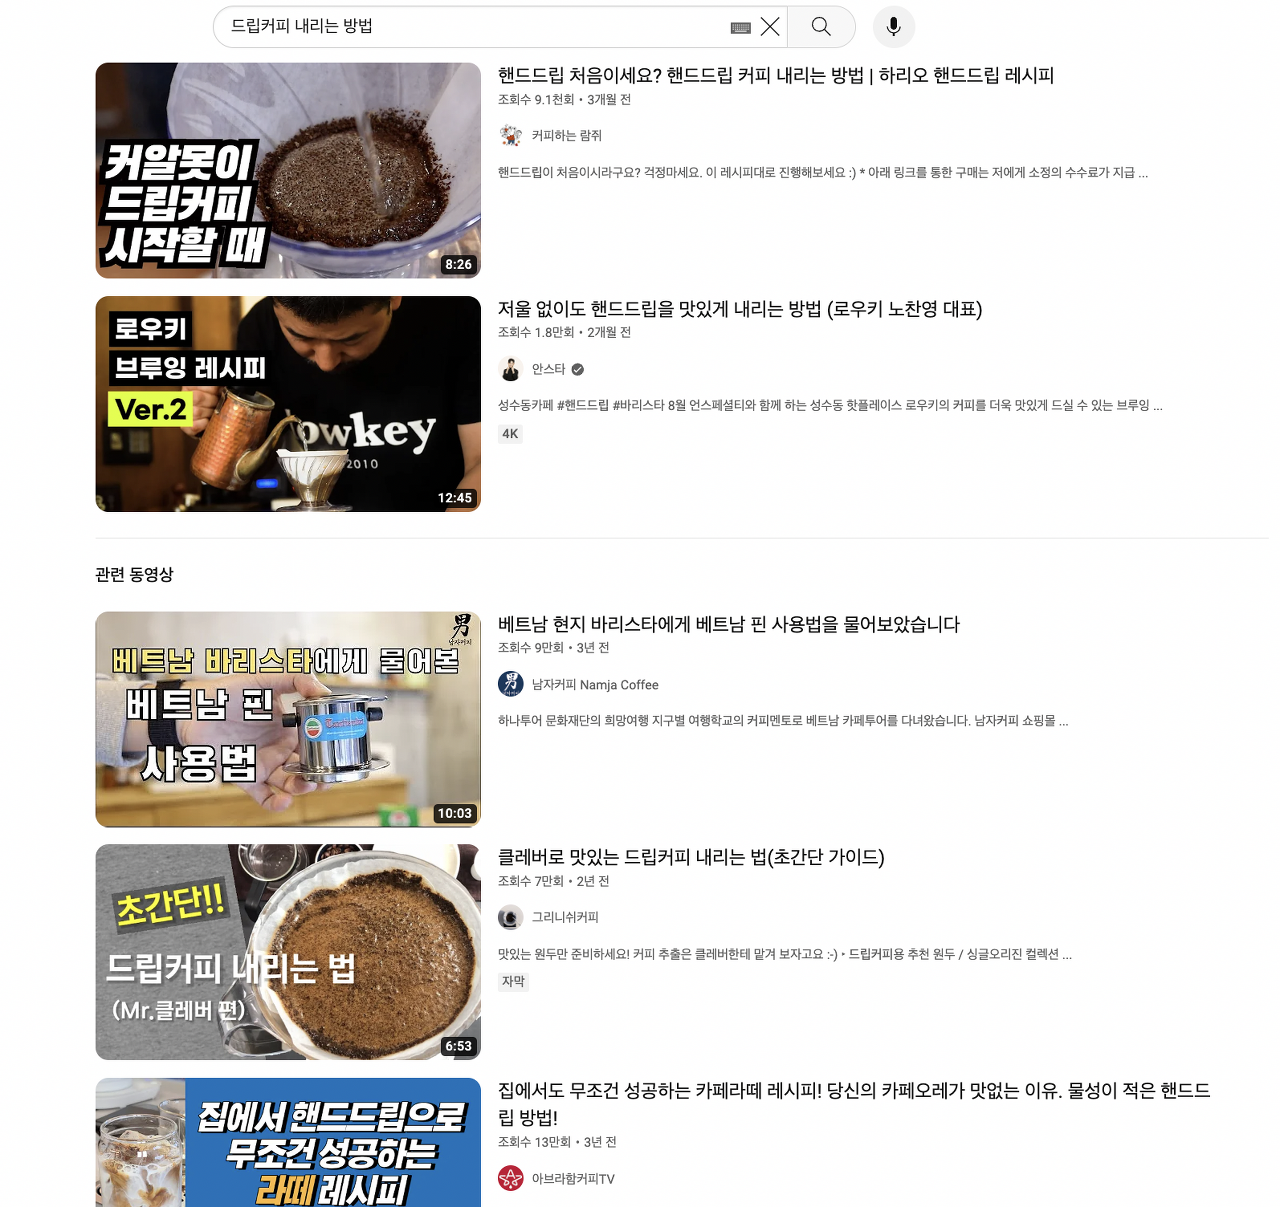 드립커피 내리는 방법
커알못이
드립커피
시작할 때
8:26
핸드드립 처음이세요? 핸드드립 커피 내리는 방법 | 하리오 핸드드립 레시피
조회수 9.1천회 • 3개월 전
커피하는 람쥐
핸드드립이 처음이시라구요? 걱정마세요. 이 레시피대로 진행해보세요 :) * 아래 링크를 통한 구매는 저에게 소정의 수수료가 지급 ...
로우키
브루잉 레시피
Ver.2
owkey
2010
12:45
저울 없이도 핸드드립을 맛있게 내리는 방법 (로우키 노찬영 대표)
조회수 1.8만회 • 2개월 전
안스타
성수동카페 #핸드드립 #바리스타 8월 언스페셜티와 함께 하는 성수동 핫플레이스 로우키의 커피를 더욱 맛있게 드실 수 있는 브루잉 ...
4K
관련 동영상
男
남자커피
베트남 바리스타에게 물어본
베트남 핀
사용법
10:03
베트남 현지 바리스타에게 베트남 핀 사용법을 물어보았습니다
조회수 9만회 • 3년 전
男
남자커피 Namja Coffee
하나투어 문화재단의 희망여행 지구별 여행학교의 커피멘토로 베트남 카페투어를 다녀왔습니다. 남자커피 쇼핑몰 ...
초간단!!
드립커피 내리는 법
(Mr.클레버 편)
6:53
클레버로 맛있는 드립커피 내리는 법(초간단 가이드)
조회수 7만회 • 2년 전
그리니쉬커피
맛있는 원두만 준비하세요! 커피 추출은 클레버한테 맡겨 보자고요 :-) ‣ 드립커피용 추천 원두 / 싱글오리진 컬렉션 ...
자막
집에서 핸드드립으로
무조건 성공하는
라떼 레시피
집에서도 무조건 성공하는 카페라떼 레시피! 당신의 카페오레가 맛없는 이유. 물성이 적은 핸드드
립 방법!
조회수 13만회 • 3년 전
아브라함커피TV